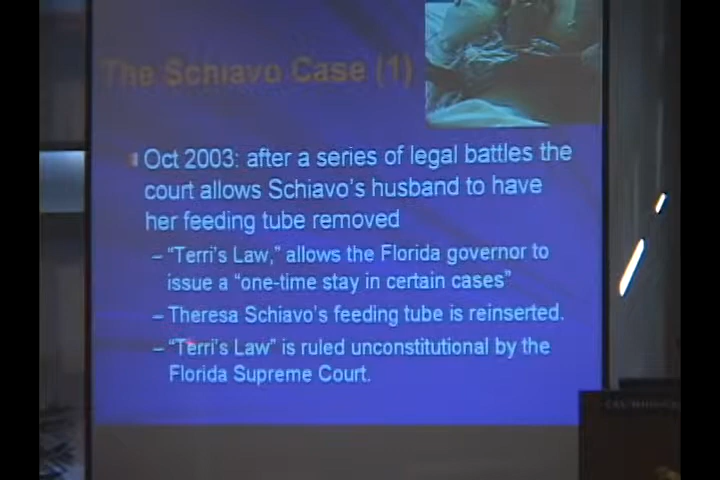 The Schiavo Case (1)
Oct 2003: after a series of legal battles the
court allows Schiavo's husband to have
her feeding tube removed
– "Terri's Law," allows the Florida governor to
issue a "one-time stay in certain cases"
– Theresa Schiavo's feeding tube is reinserted.
– "Terri's Law" is ruled unconstitutional by the
Florida Supreme Court.